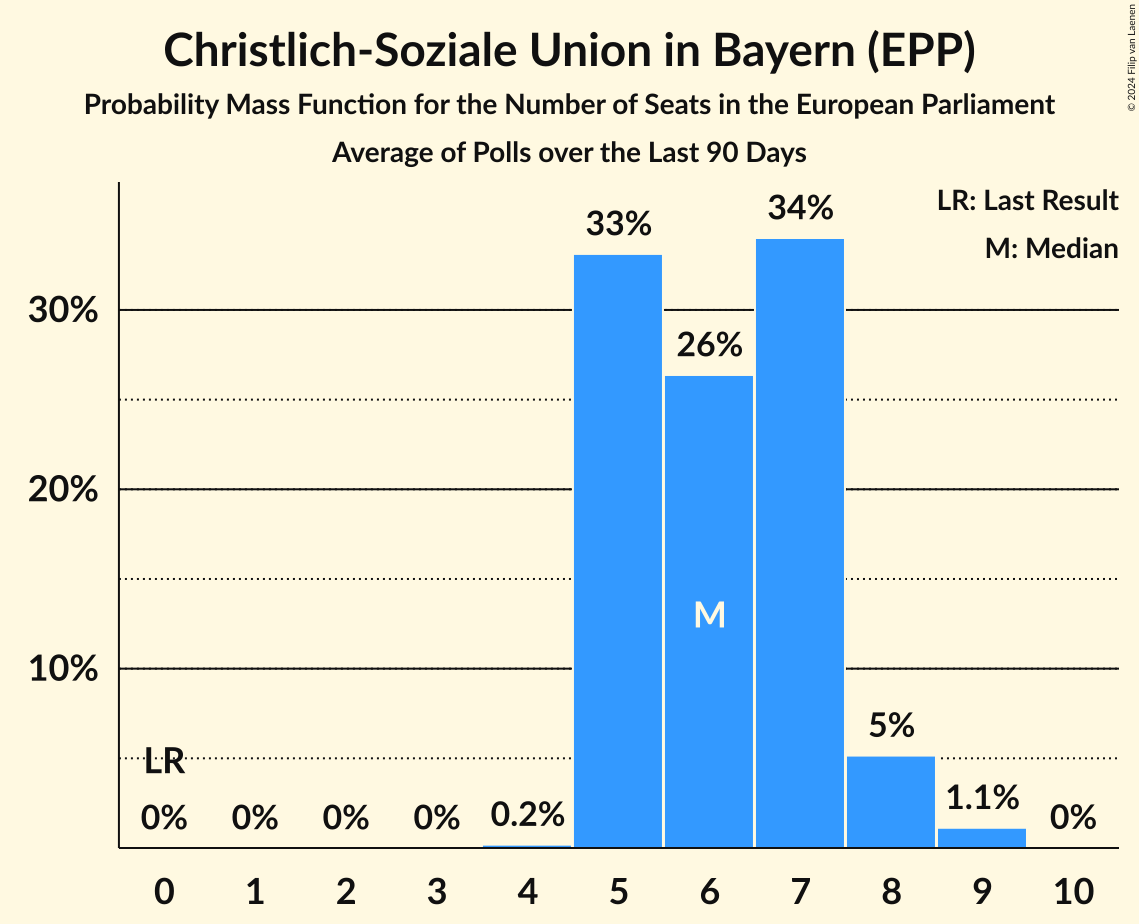 Christlich-Soziale Union in Bayern (EPP)
Probability Mass Function for the Number of Seats in the European Parliament
Average of Polls over the Last 90 Days
© 2024 Filip van Laenen
LR: Last Result
M: Median
34%
33%
30%
26%
20%
M
10%
5%
LR
1.1%
0% 0% 0% 0% 0.2% 0%
0 1 2 3 4 5 6 7 8 9 10